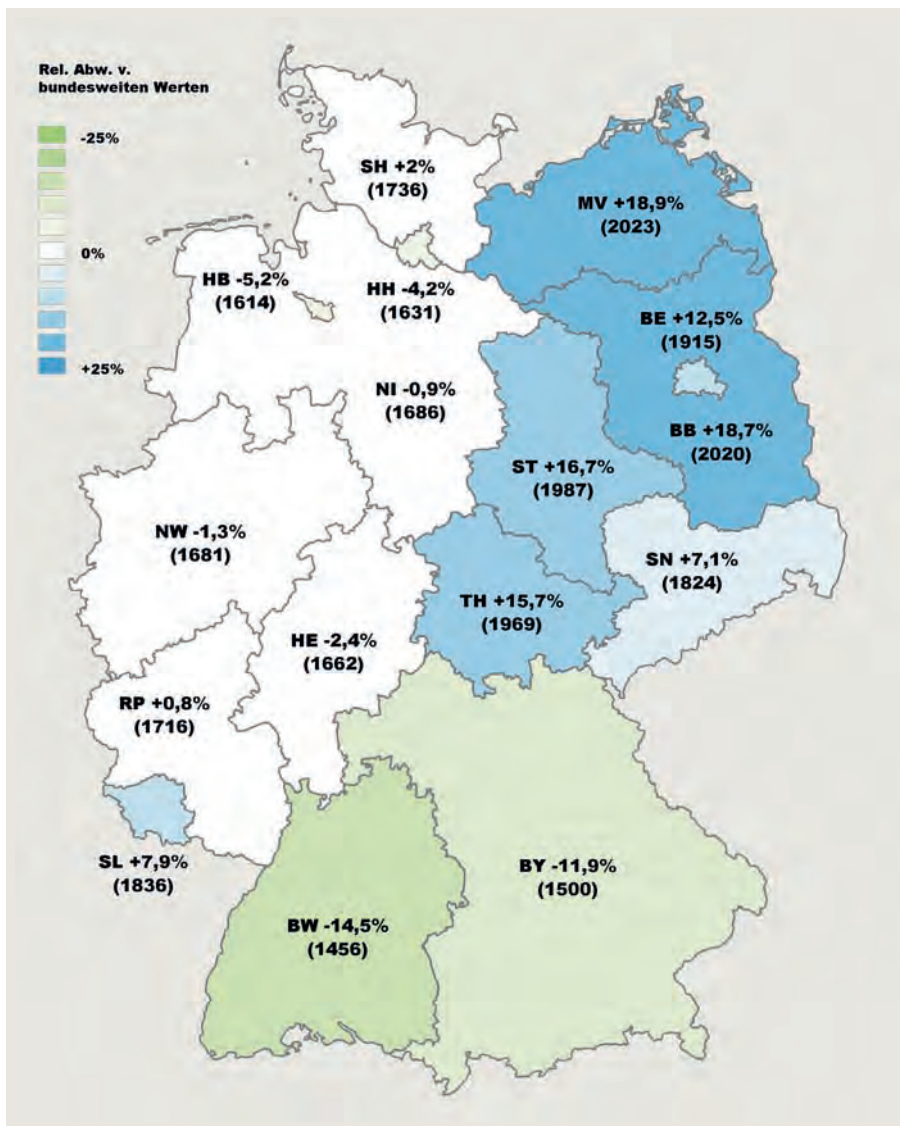 Rel. Abw. v.
bundesweiten Werten
-25%
0%
+25%
SH +2%
(1736)
MV +18,9%
(2023)
HB -5,2%
(1614)
HH -4,2%
(1631)
BE +12,5%
(1915)
NI -0,9%
(1686)
BB +18,7%
(2020)
ST +16,7%
(1987)
NW -1,3%
(1681)
SN +7,1%
(1824)
TH +15,7%
(1969)
HE -2,4%
(1662)
RP +0,8%
(1716)
SL +7,9%
(1836)
BY -11,9%
(1500)
BW -14,5%
(1456)